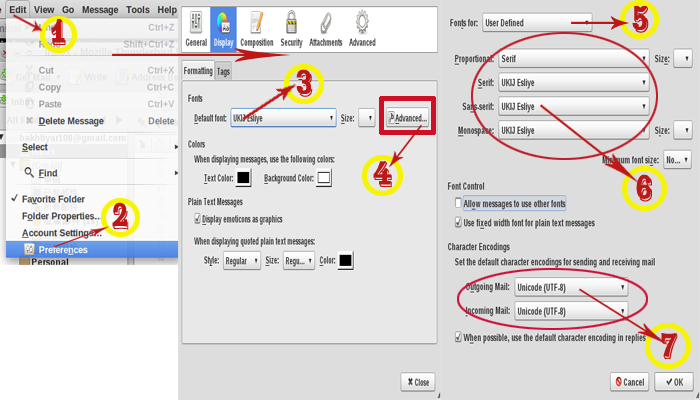 Edit View Go Message Tools Help
1
Ctrl+Z
Shift+Ctrl+Z
Cut Ctrl+X
Copy Ctrl+C
Paste Ctrl+V
Delete Message Delete
Select
Find
Favorite Folder
Folder Properties...
Account Settings...
Preferences
Personal
2
General Display Composition Security Attachments Advanced
Formatting Tags
3
Fonts
Default font: UKIJ Esliye Size: Advanced...
4
Colors
When displaying messages, use the following colors:
Text Color: Background Color:
Plain Text Messages
Display emoticons as graphics
When displaying quoted plain text messages:
Style: Regular Size: Regu... Color:
Close
Fonts for: User Defined
5
Proportional: Serif Size:
Serif: UKIJ Esliye
Sans-serif: UKIJ Esliye
Monospace: UKIJ Esliye Size:
Minimum font size: No...
6
Font Control
Allow messages to use other fonts
Use fixed width font for plain text messages
Character Encodings
Set the default character encodings for sending and receiving mail
Outgoing Mail: Unicode (UTF-8)
Incoming Mail: Unicode (UTF-8)
7
When possible, use the default character encoding in replies
Cancel OK